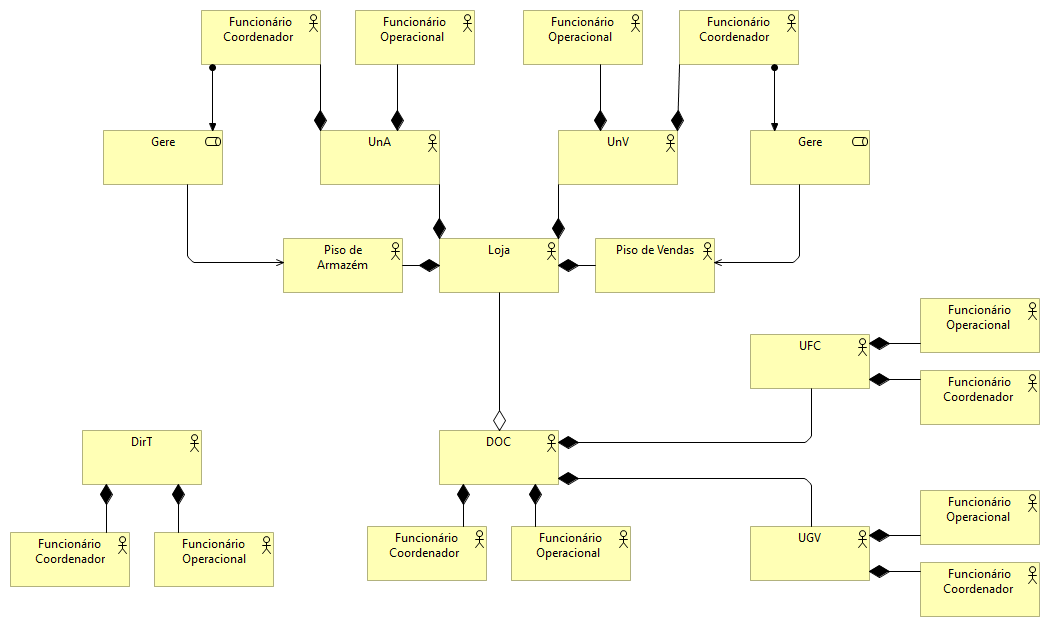 Funcionário
Coordenador
Funcionário
Operacional
Funcionário
Operacional
Funcionário
Coordenador
Gere
UnA
UnV
Gere
Piso de
Armazém
Loja
Piso de Vendas
Funcionário
Operacional
UFC
Funcionário
Coordenador
DirT
DOC
Funcionário
Operacional
Funcionário
Coordenador
Funcionário
Operacional
Funcionário
Coordenador
Funcionário
Operacional
UGV
Funcionário
Coordenador